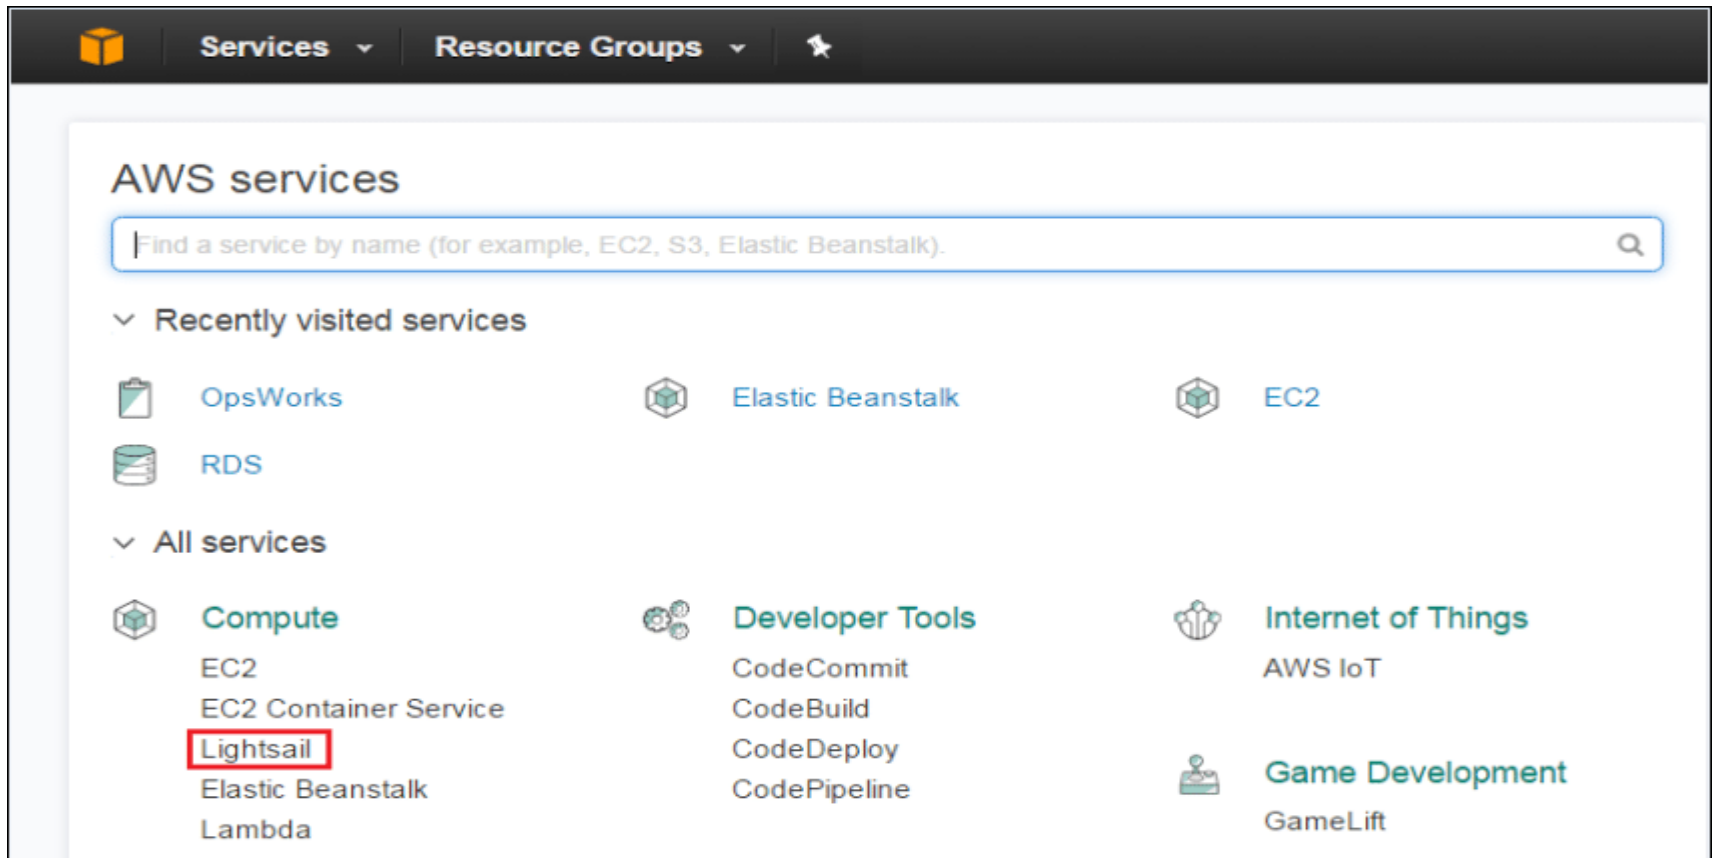 Services Resource Groups
AWS services
Find a service by name (for example, EC2, S3, Elastic Beanstalk).
Recently visited services
OpsWorks Elastic Beanstalk EC2
RDS
All services
Compute Developer Tools Internet of Things
EC2 CodeCommit AWS IoT
EC2 Container Service CodeBuild
Lightsail CodeDeploy
Game Development
Elastic Beanstalk CodePipeline
GameLift
Lambda